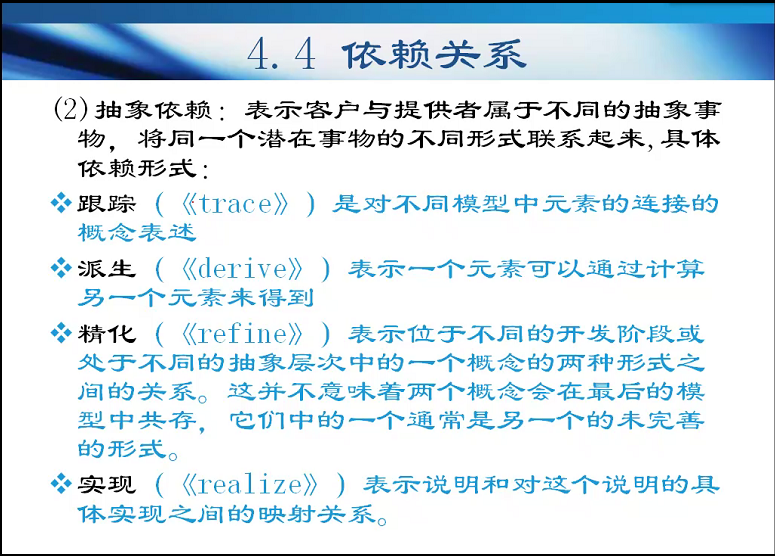 4.4 依赖关系
(2)抽象依赖：表示客户与提供者属于不同的抽象事
物，将同一个潜在事物的不同形式联系起来,具体
依赖形式：
❖跟踪（《trace》）是对不同模型中元素的连接的
概念表述
❖派生（《derive》）表示一个元素可以通过计算
另一个元素来得到
❖精化（《refine》）表示位于不同的开发阶段或
处于不同的抽象层次中的一个概念的两种形式之
间的关系。这并不意味着两个概念会在最后的模
型中共存，它们中的一个通常是另一个的未完善
的形式。
❖实现（《realize》）表示说明和对这个说明的具
体实现之间的映射关系。